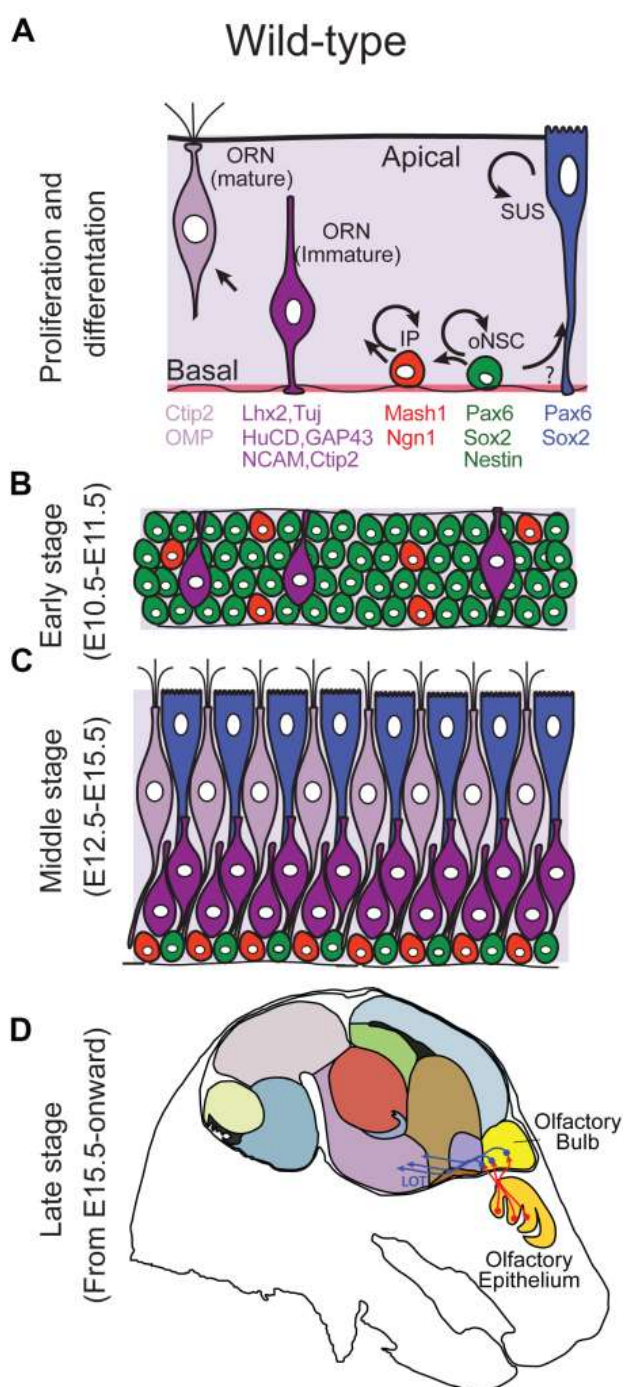 A
Wild-type
Proliferation and
differentation
ORN
(mature)
Apical
SUS
ORN
(Immature)
IP
oNSC
Basal
?
Ctip2
OMP
Lhx2,Tuj
HuCD,GAP43
NCAM,Ctip2
Mash1
Ngn1
Pax6
Sox2
Nestin
Pax6
Sox2
B
Early stage
(E10.5-E11.5)
C
Middle stage
(E12.5-E15.5)
D
Late stage
(From E15.5-onward)
Olfactory
Bulb
LOT
Olfactory
Epithelium